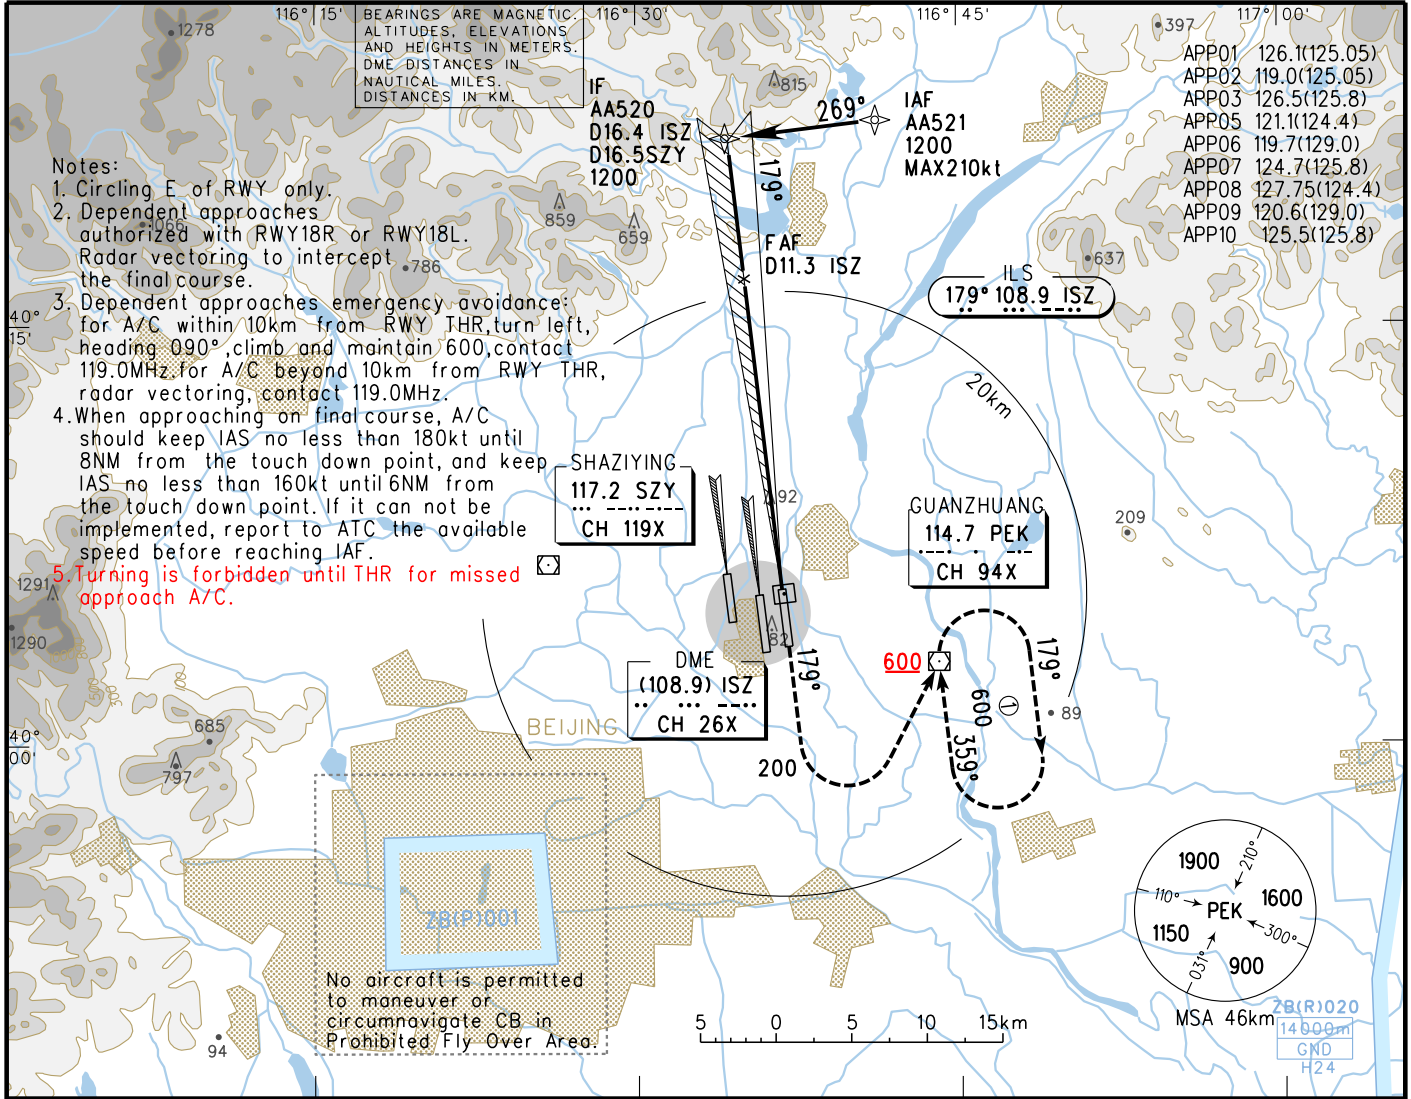 116° 15'
BEARINGS ARE MAGNETIC.
ALTITUDES, ELEVATIONS
AND HEIGHTS IN METERS.
DME DISTANCES IN
NAUTICAL MILES.
DISTANCES IN KM.
116° 30'
116° 45'
117° 00'
1278
397
815
APP01 126.1(125.05)
APP02 119.0(125.05)
APP03 126.5(125.8)
APP05 121.1(124.4)
APP06 119.7(129.0)
APP07 124.7(125.8)
APP08 127.75(124.4)
APP09 120.6(129.0)
APP10 125.5(125.8)
IF
AA520
D16.4 ISZ
D16.5SZY
1200
269°
IAF
AA521
1200
MAX210kt
179°
859
659
1066
786
637
FAF
D11.3 ISZ
Notes:
1. Circling E of RWY only.
2. Dependent approaches
authorized with RWY18R or RWY18L.
Radar vectoring to intercept
the final course.
3. Dependent approaches emergency avoidance:
for A/C within 10km from RWY THR,turn left,
heading 090°,climb and maintain 600,contact
119.0MHz.for A/C beyond 10km from RWY THR,
radar vectoring, contact 119.0MHz.
4.When approaching on final course, A/C
should keep IAS no less than 180kt until
8NM from the touch down point, and keep
IAS no less than 160kt until 6NM from
the touch down point. If it can not be
implemented, report to ATC the available
speed before reaching IAF.
5.Turning is forbidden until THR for missed
approach A/C.
40°
15'
ILS
179° 108.9 ISZ
20km
SHAZIYING
117.2 SZY
CH 119X
92
GUANZHUANG
114.7 PEK
CH 94X
209
1291
1290
82
DME
(108.9) ISZ
CH 26X
179°
600
179°
600
1
359°
89
200
500
300
685
797
40°
00'
BEIJING
ZB(P)001
No aircraft is permitted
to maneuver or
circumnavigate CB in
Prohibited Fly Over Area.
94
5 0 5 10 15km
1900
210°
110°
1600
PEK
1150
300°
031°
900
MSA 46km
ZB(R)020
14000m
GND
H24